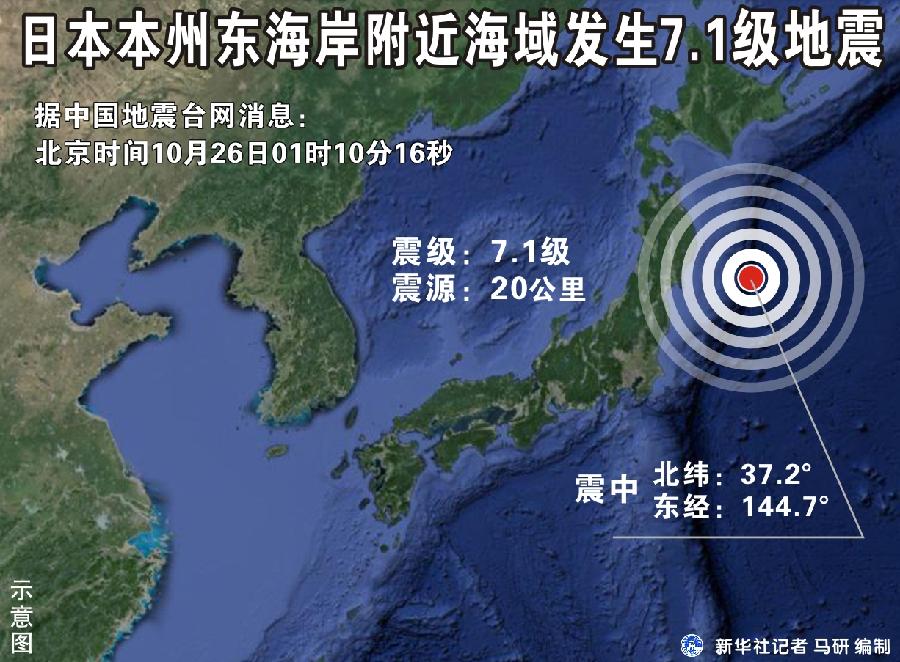 日本本州东海岸附近海域发生7.1级地震
据中国地震台网消息：
北京时间10月26日01时10分16秒
震级：7.1级
震源：20公里
震中
北纬：37.2°
东经：144.7°
示意图
新华社记者 马研 编制